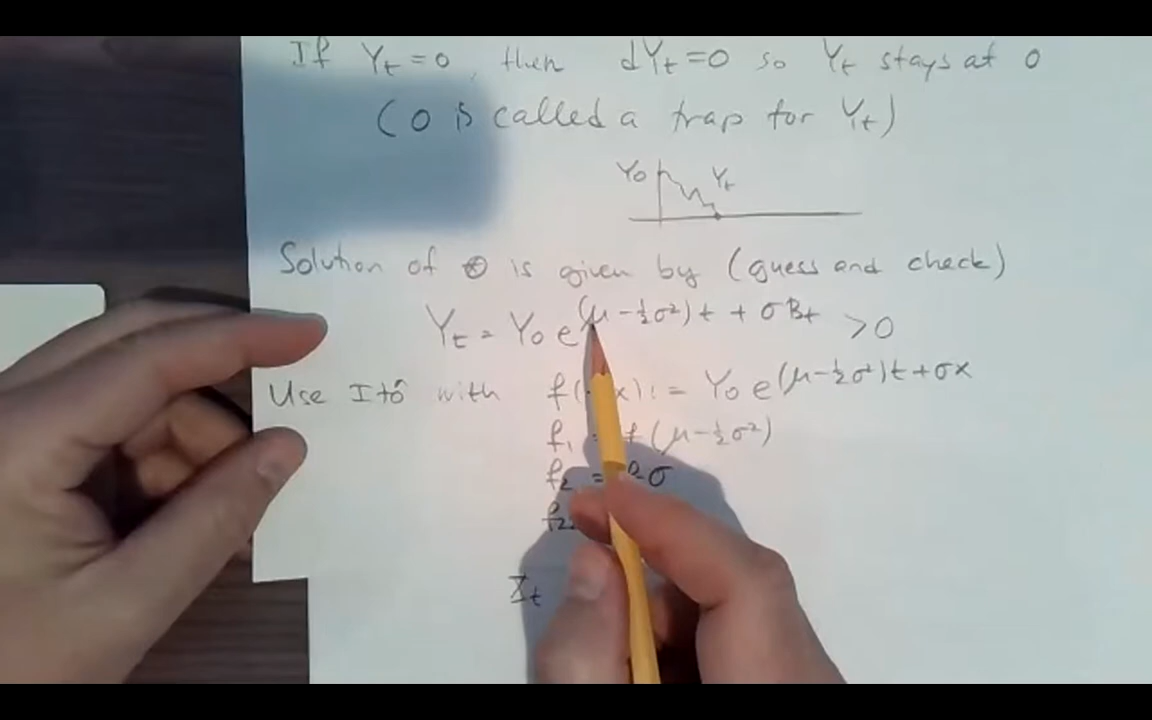 If Yt = 0, then dYt = 0 so Yt stays at 0
(0 is called a trap for Yt)
Y0 Yt
Solution of ⊛ is given by (guess and check)
Yt = Y0 e^(μ - ½σ²)t + σBt > 0
Use Itô with f( x) := Y0 e^(μ - ½σ²)t + σx
f1 = f(μ - ½σ²)
f2 = fσ
f22
Xt